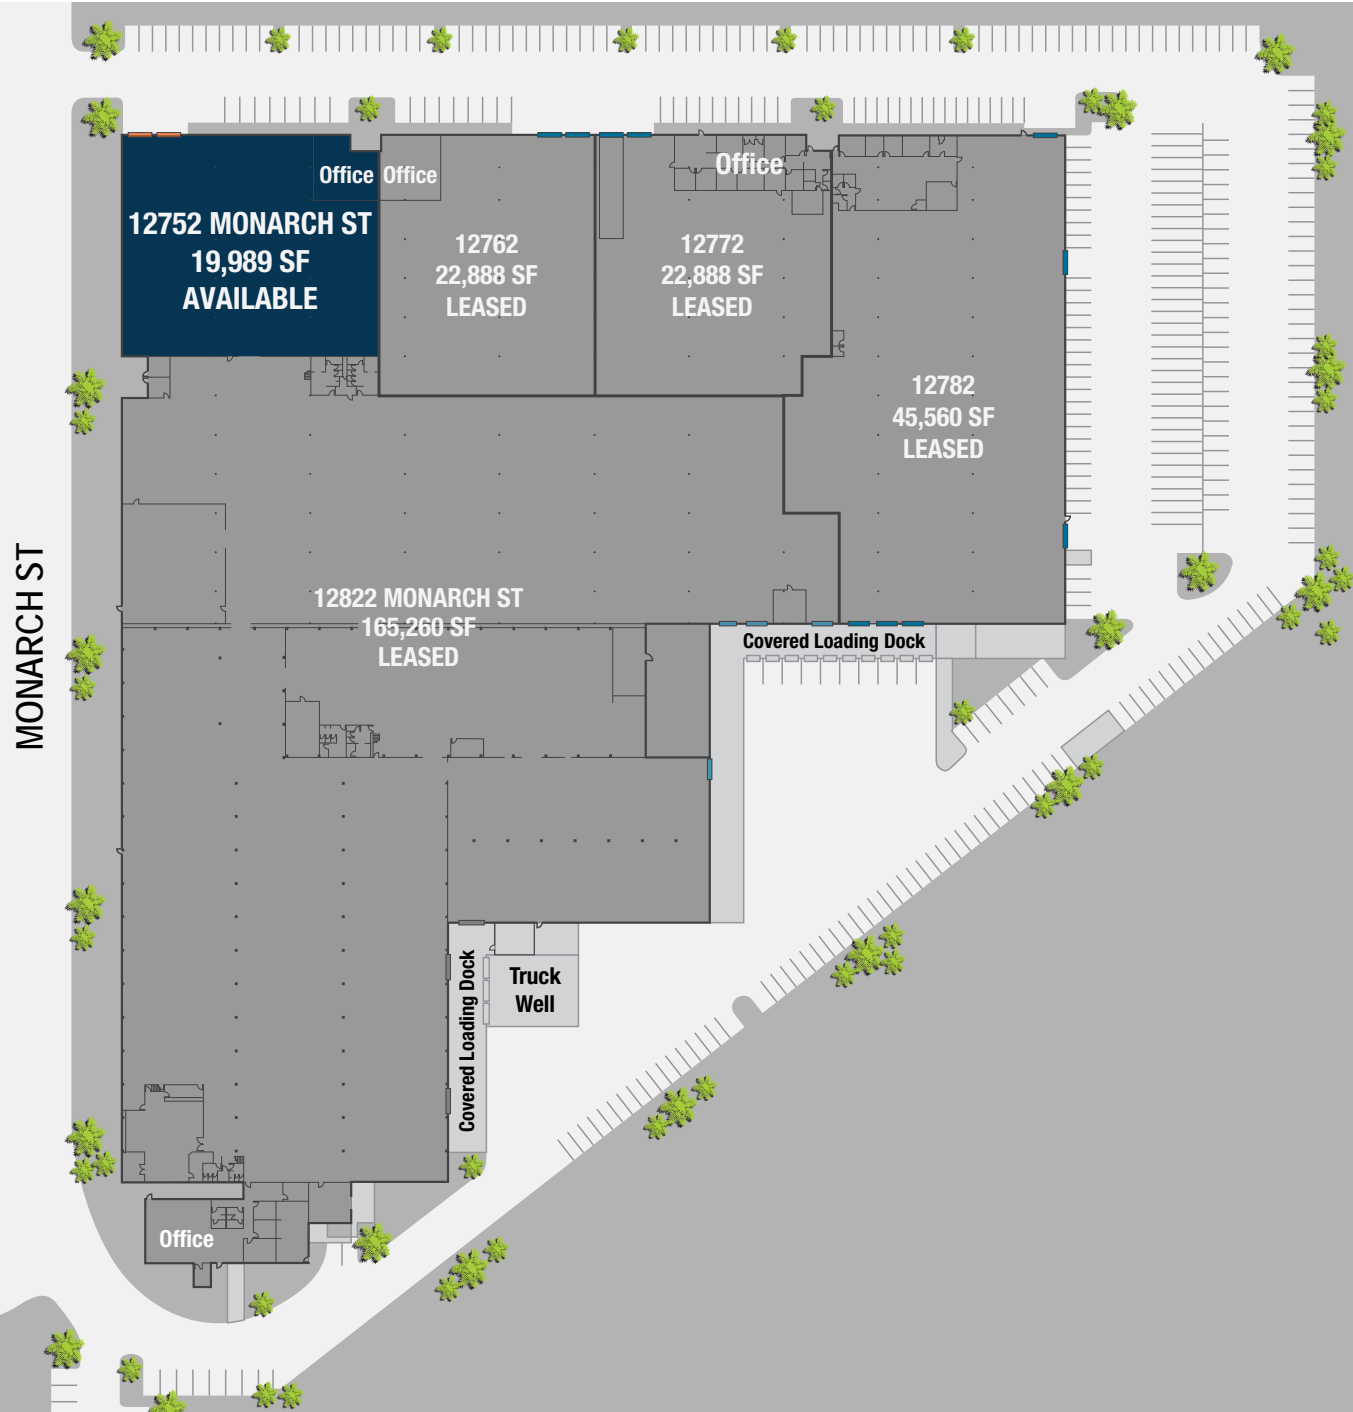 Office
Office
Office
12752 MONARCH ST
19,989 SF
AVAILABLE
12762
22,888 SF
LEASED
12772
22,888 SF
LEASED
12782
45,560 SF
LEASED
MONARCH ST
12822 MONARCH ST
165,260 SF
LEASED
Covered Loading Dock
Covered Loading Dock
Truck
Well
Office